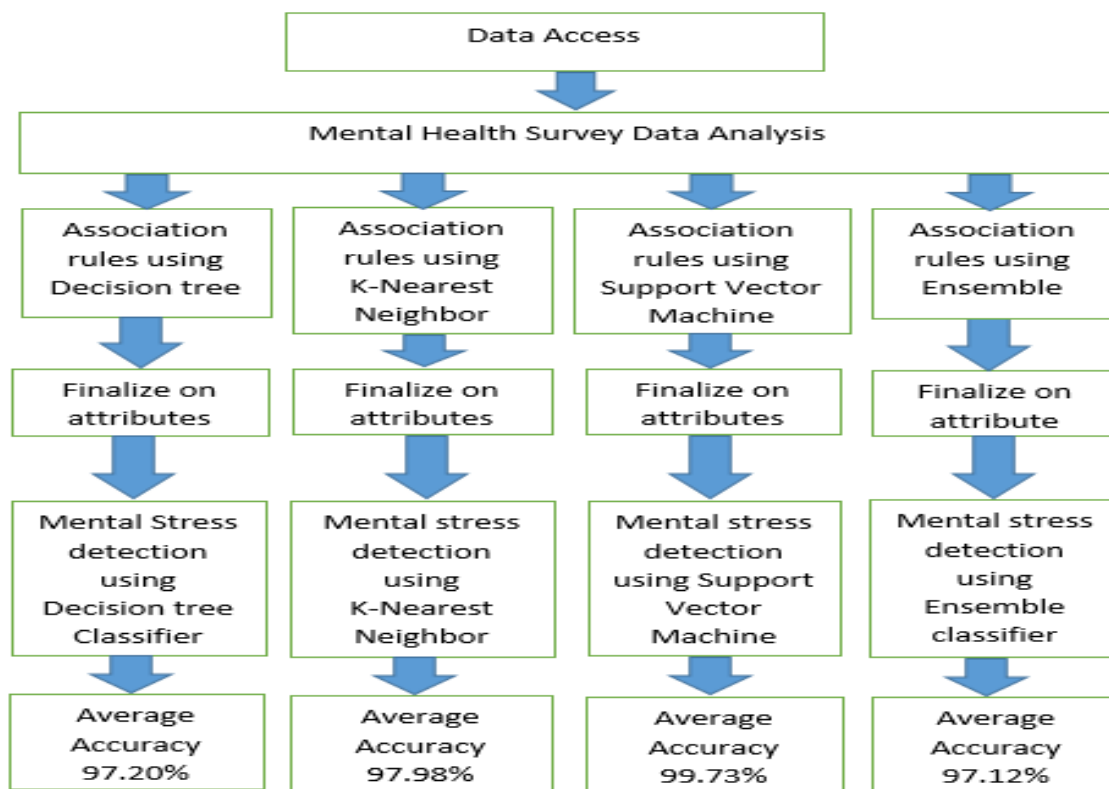 Data Access
Mental Health Survey Data Analysis
Association
rules using
Decision tree
Association
rules using
K-Nearest
Neighbor
Association
rules using
Support Vector
Machine
Association
rules using
Ensemble
Finalize on
attributes
Finalize on
attributes
Finalize on
attributes
Finalize on
attribute
Mental Stress
detection
using
Decision tree
Classifier
Mental stress
detection
using
K-Nearest
Neighbor
Mental stress
detection
using Support
Vector
Machine
Mental stress
detection
using
Ensemble
classifier
Average
Accuracy
97.20%
Average
Accuracy
97.98%
Average
Accuracy
99.73%
Average
Accuracy
97.12%